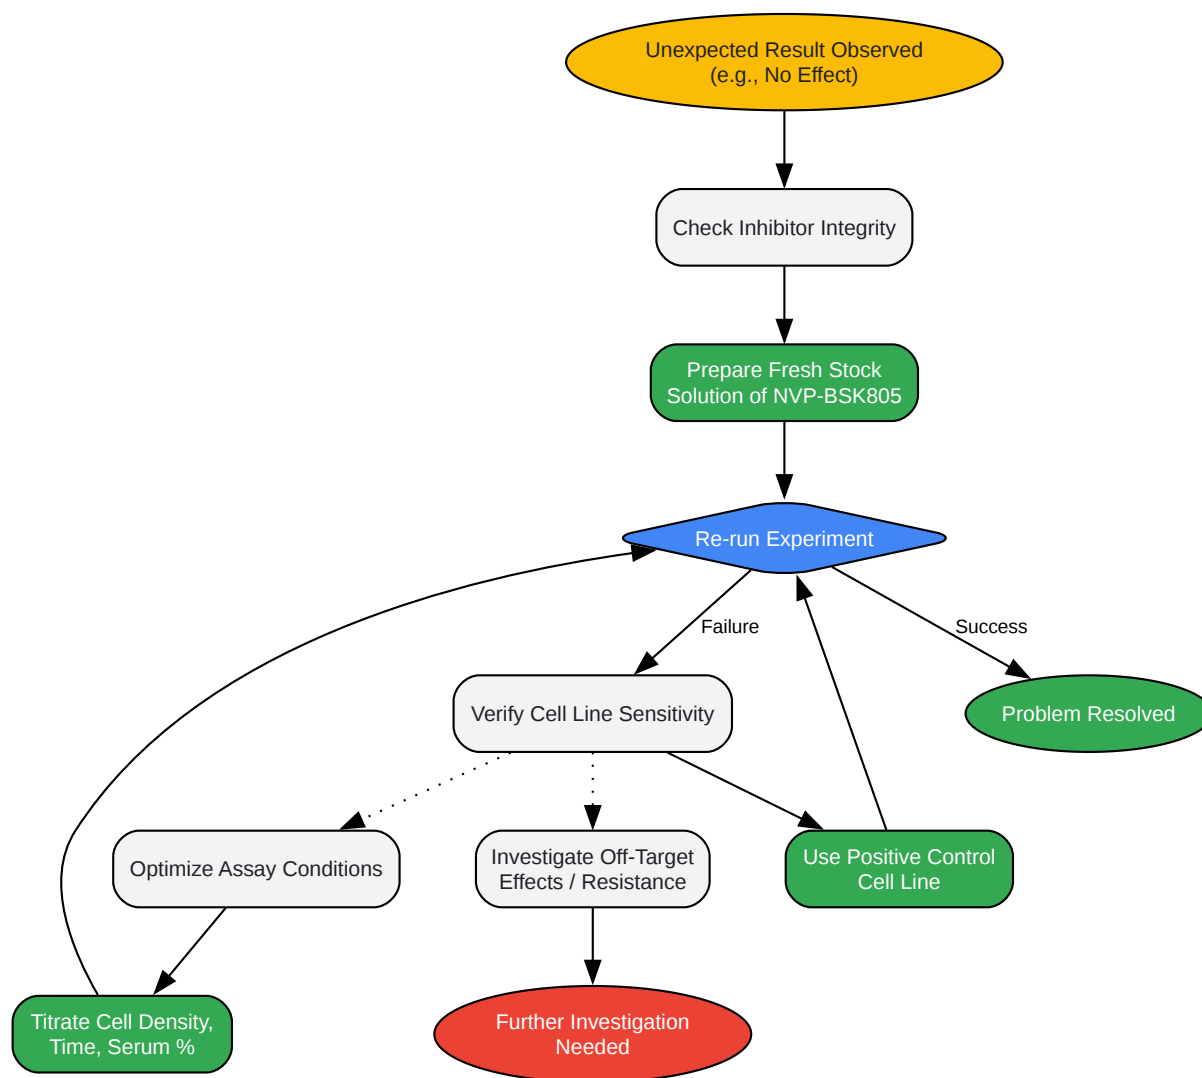 Unexpected Result Observed
(e.g., No Effect)
Check Inhibitor Integrity
Prepare Fresh Stock
Solution of NVP-BSK805
Re-run Experiment
Failure
Success
Verify Cell Line Sensitivity
Problem Resolved
Optimize Assay Conditions
Investigate Off-Target
Effects / Resistance
Use Positive Control
Cell Line
Titrate Cell Density,
Time, Serum %
Further Investigation
Needed